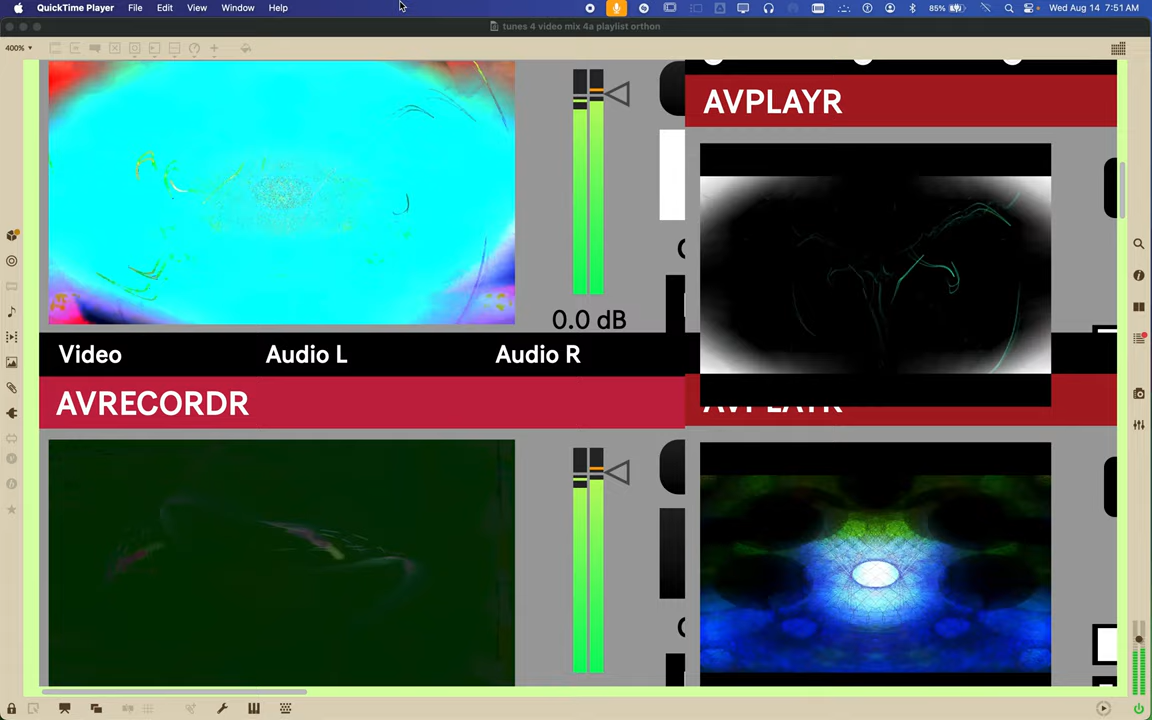 QuickTime Player File Edit View Window Help 85% Wed Aug 14 7:51 AM
tunes 4 video mix 4a playlist orthon
400%
AVPLAYR
0.0 dB
Video Audio L Audio R
AVRECORDR
AVPLAYR